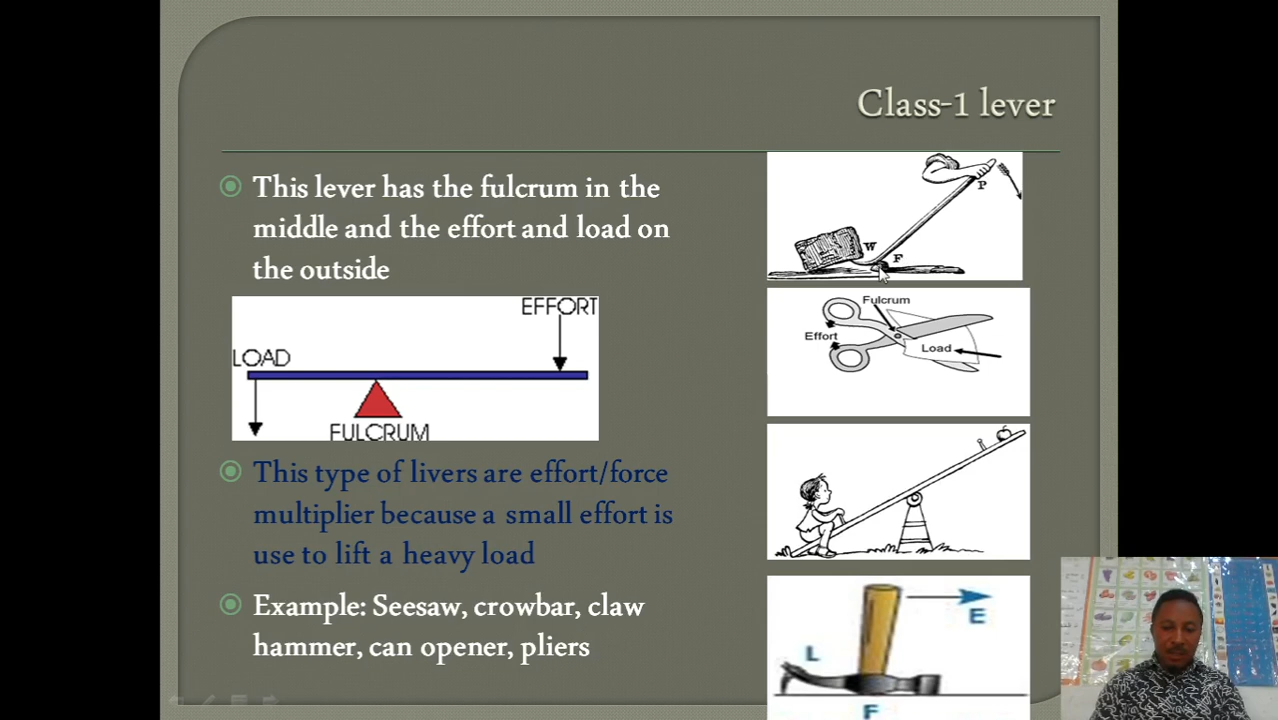 Class-1 lever
This lever has the fulcrum in the
middle and the effort and load on
the outside
EFFORT
LOAD
FULCRUM
This type of livers are effort/force
multiplier because a small effort is
use to lift a heavy load
Example: Seesaw, crowbar, claw
hammer, can opener, pliers
P
W
F
Fulcrum
Effort
Load
E
L
F